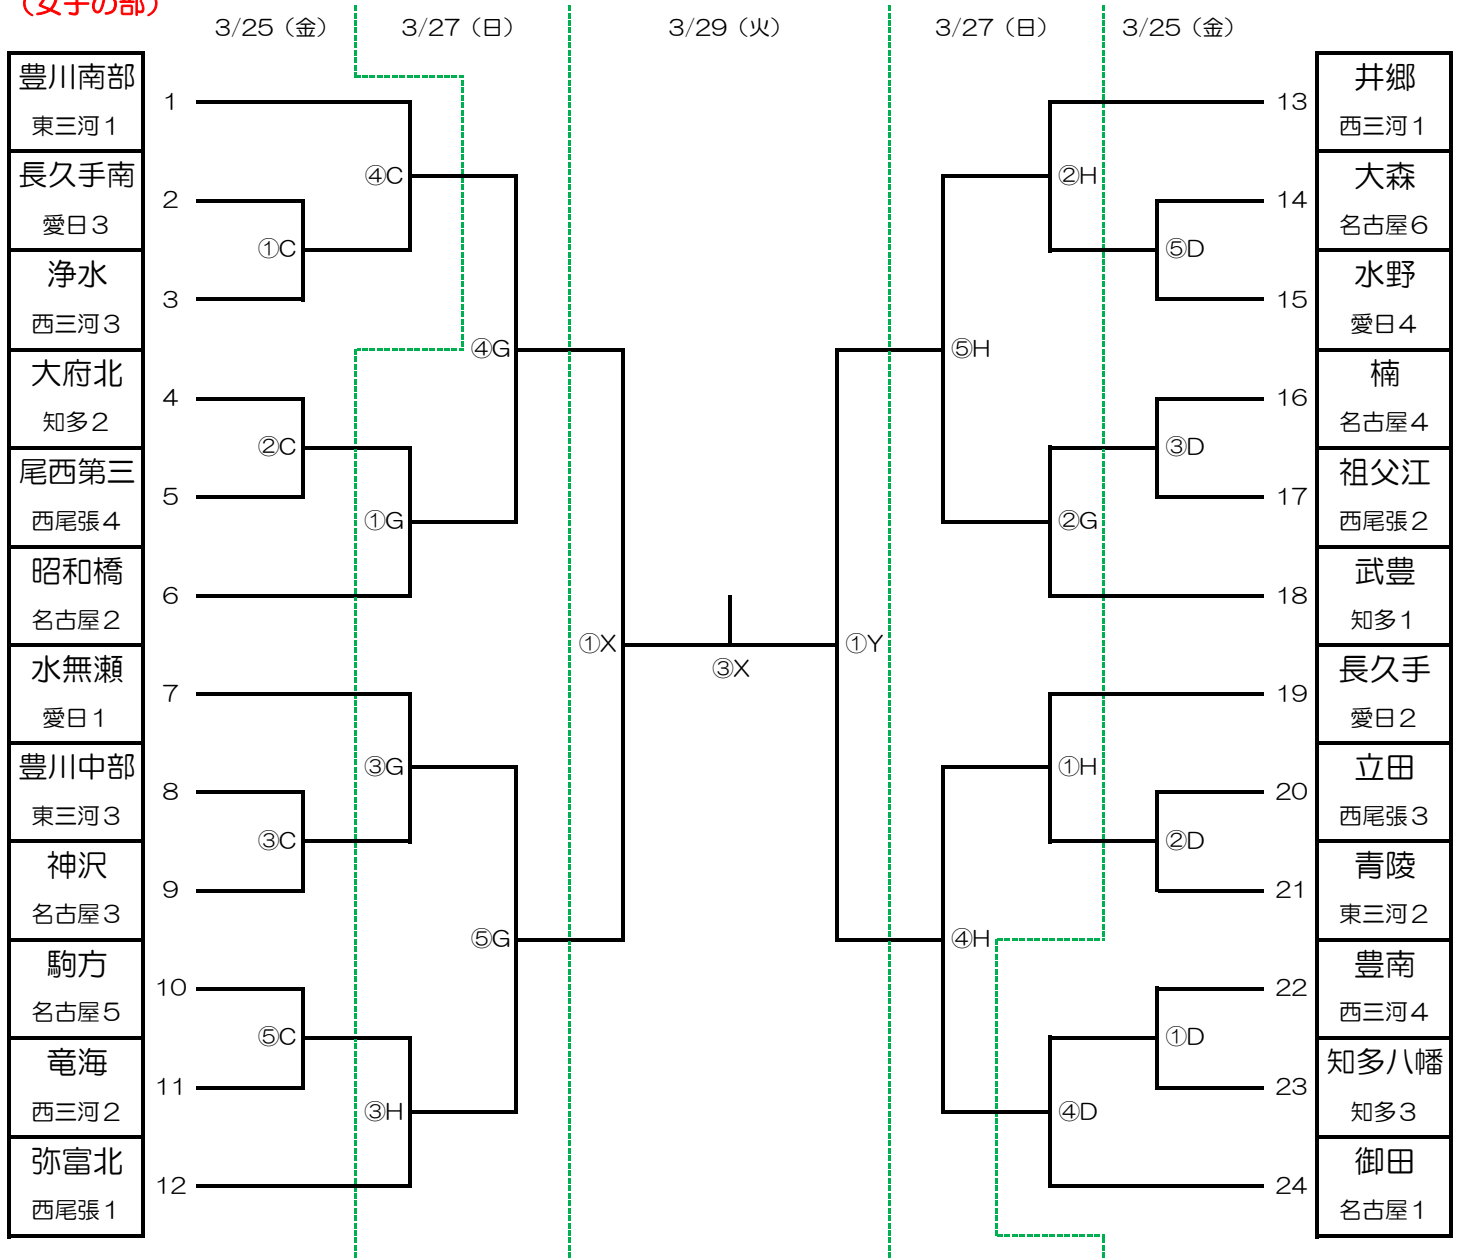 （女子の部）
3/25（金）
3/27（日）
3/29（火）
3/27（日）
3/25（金）
豊川南部
東三河１
長久手南
愛日３
浄水
西三河３
大府北
知多２
尾西第三
西尾張４
昭和橋
名古屋２
水無瀬
愛日１
豊川中部
東三河３
神沢
名古屋３
駒方
名古屋５
竜海
西三河２
弥富北
西尾張１
1
2
3
4
5
6
7
8
9
10
11
12
①C
②C
③C
⑤C
④C
①G
③G
③H
④G
⑤G
①X
③X
①Y
⑤H
④H
②H
②G
①H
④D
⑤D
③D
②D
①D
13
14
15
16
17
18
19
20
21
22
23
24
井郷
西三河１
大森
名古屋６
水野
愛日４
楠
名古屋４
祖父江
西尾張２
武豊
知多１
長久手
愛日２
立田
西尾張３
青陵
東三河２
豊南
西三河４
知多八幡
知多３
御田
名古屋１